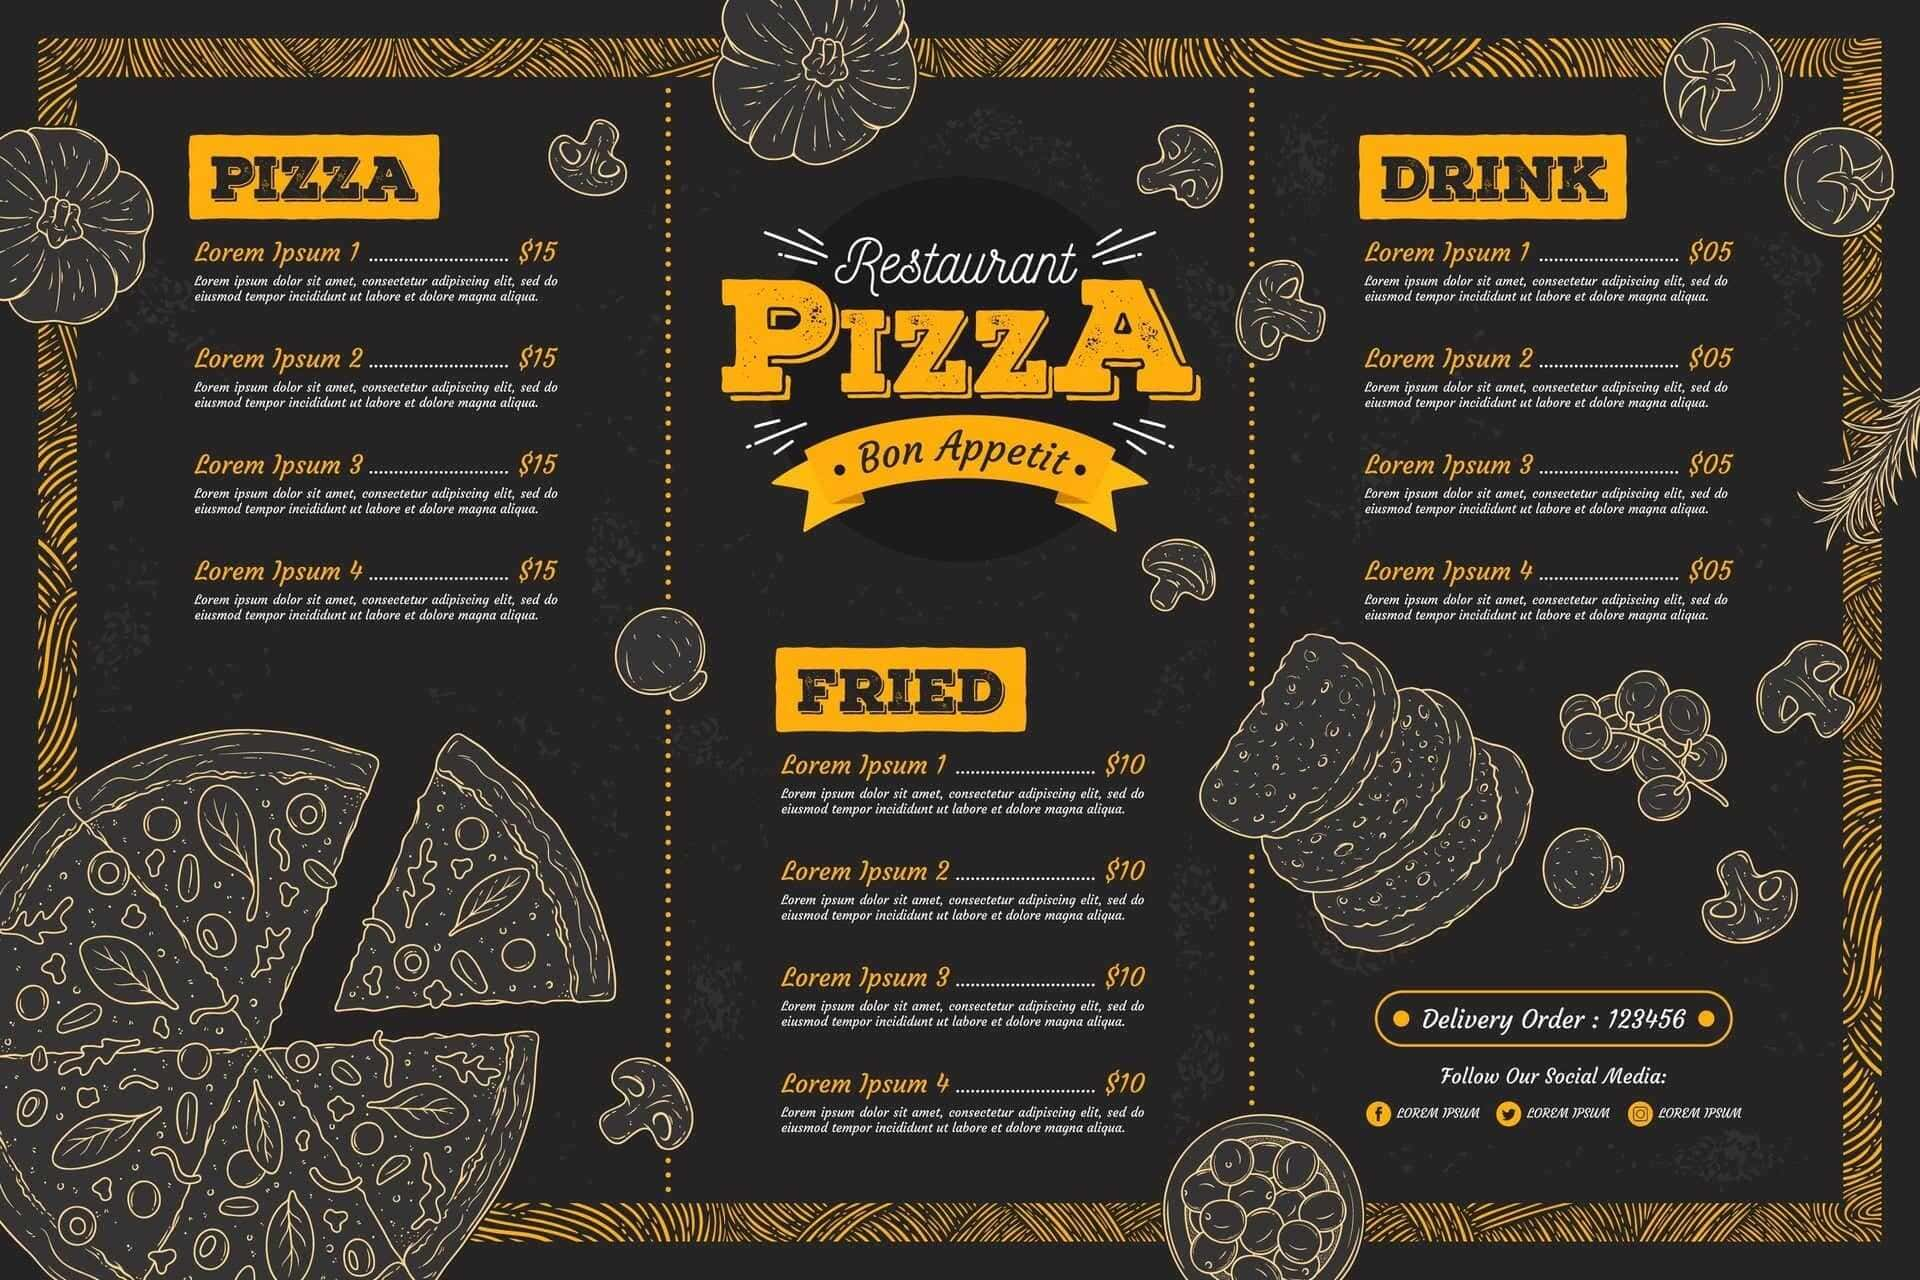 PIZZA
Lorem Ipsum 1 ........................ $15
Lorem ipsum dolor sit amet, consectetur adipiscing elit, sed do
eiusmod tempor incididunt ut labore et dolore magna aliqua.
Lorem Ipsum 2 ........................ $15
Lorem ipsum dolor sit amet, consectetur adipiscing elit, sed do
eiusmod tempor incididunt ut labore et dolore magna aliqua.
Lorem Ipsum 3 ........................ $15
Lorem ipsum dolor sit amet, consectetur adipiscing elit, sed do
eiusmod tempor incididunt ut labore et dolore magna aliqua.
Lorem Ipsum 4 ........................ $15
Lorem ipsum dolor sit amet, consectetur adipiscing elit, sed do
eiusmod tempor incididunt ut labore et dolore magna aliqua.
Restaurant
PIZZA
• Bon Appetit •
FRIED
Lorem Ipsum 1 ........................ $10
Lorem ipsum dolor sit amet, consectetur adipiscing elit, sed do
eiusmod tempor incididunt ut labore et dolore magna aliqua.
Lorem Ipsum 2 ........................ $10
Lorem ipsum dolor sit amet, consectetur adipiscing elit, sed do
eiusmod tempor incididunt ut labore et dolore magna aliqua.
Lorem Ipsum 3 ........................ $10
Lorem ipsum dolor sit amet, consectetur adipiscing elit, sed do
eiusmod tempor incididunt ut labore et dolore magna aliqua.
Lorem Ipsum 4 ........................ $10
Lorem ipsum dolor sit amet, consectetur adipiscing elit, sed do
eiusmod tempor incididunt ut labore et dolore magna aliqua.
DRINK
Lorem Ipsum 1 ........................ $05
Lorem ipsum dolor sit amet, consectetur adipiscing elit, sed do
eiusmod tempor incididunt ut labore et dolore magna aliqua.
Lorem Ipsum 2 ........................ $05
Lorem ipsum dolor sit amet, consectetur adipiscing elit, sed do
eiusmod tempor incididunt ut labore et dolore magna aliqua.
Lorem Ipsum 3 ........................ $05
Lorem ipsum dolor sit amet, consectetur adipiscing elit, sed do
eiusmod tempor incididunt ut labore et dolore magna aliqua.
Lorem Ipsum 4 ........................ $05
Lorem ipsum dolor sit amet, consectetur adipiscing elit, sed do
eiusmod tempor incididunt ut labore et dolore magna aliqua.
Delivery Order : 123456
Follow Our Social Media:
LOREM IPSUM LOREM IPSUM LOREM IPSUM